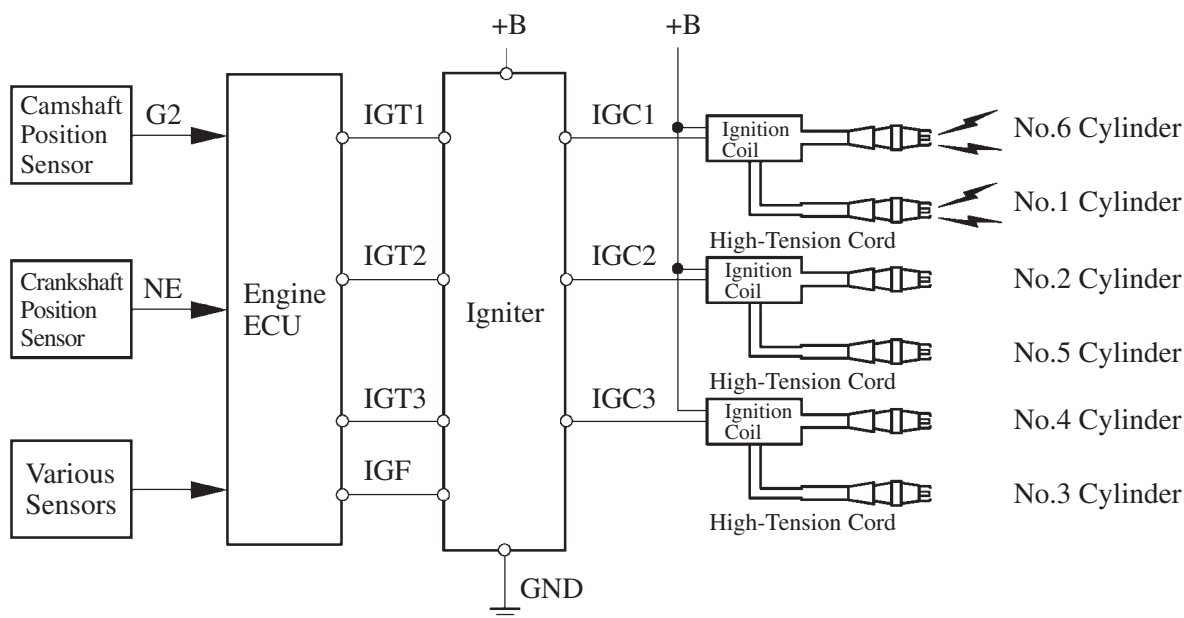 +B
+B
Camshaft
Position
Sensor
G2
IGT1
IGC1
Ignition
Coil
No.6 Cylinder
No.1 Cylinder
High-Tension Cord
Crankshaft
Position
Sensor
NE
Engine
ECU
IGT2
Igniter
IGC2
Ignition
Coil
No.2 Cylinder
No.5 Cylinder
High-Tension Cord
IGT3
IGC3
Ignition
Coil
No.4 Cylinder
Various
Sensors
IGF
No.3 Cylinder
High-Tension Cord
GND